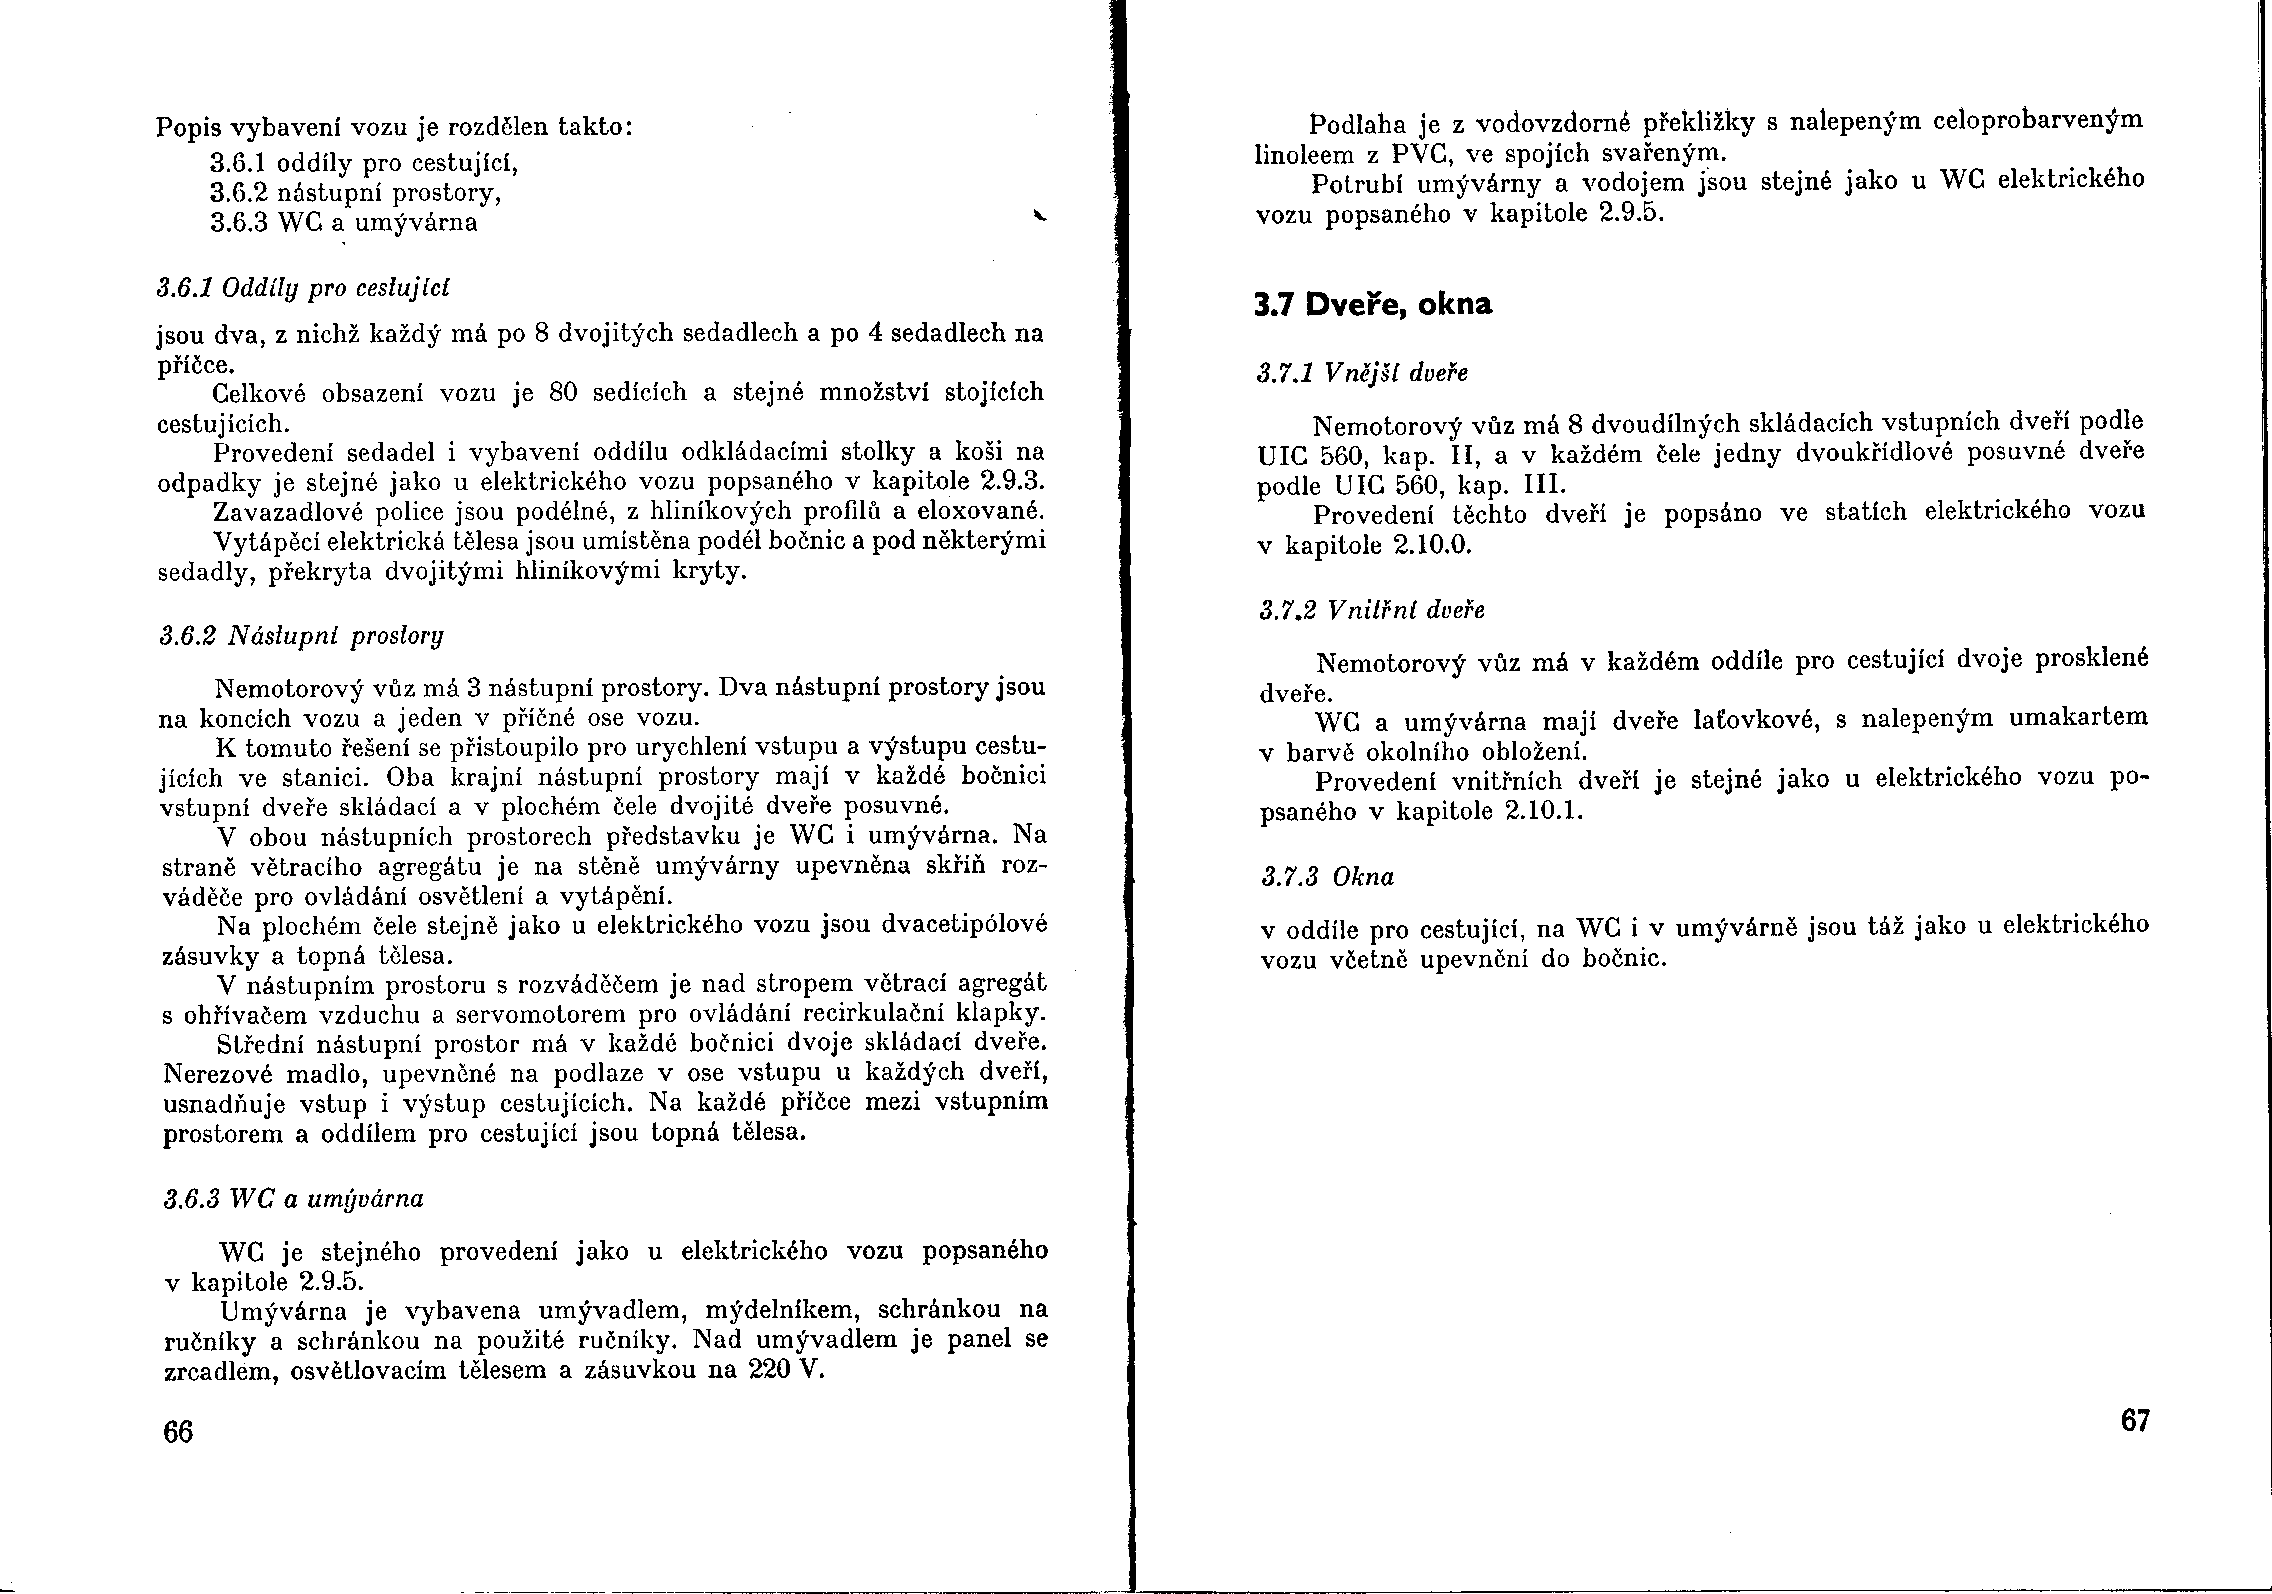 Popis vybavení vozu je rozdělen takto:
3.6.1 oddíly pro cestující,
3.6.2 nástupní prostory,
3.6.3 WC a umývárna
3.6.1 Oddíly pro cestující
jsou dva, z nichž každý má po 8 dvojitých sedadlech a po 4 sedadlech na
příčce.
Celkové obsazení vozu je 80 sedících a stejné množství stojících
cestujících.
Provedení sedadel i vybavení oddílu odkládacími stolky a koši na
odpadky je stejné jako u elektrického vozu popsaného v kapitole 2.9.3.
Zavazadlové police jsou podélné, z hliníkových profilů a eloxované.
Vytápěcí elektrická tělesa jsou umístěna podél bočnic a pod některými
sedadly, překryta dvojitými hliníkovými kryty.
3.6.2 Nástupní prostory
Nemotorový vůz má 3 nástupní prostory. Dva nástupní prostory jsou
na koncích vozu a jeden v příčné ose vozu.
K tomuto řešení se přistoupilo pro urychlení vstupu a výstupu cestu-
jících ve stanici. Oba krajní nástupní prostory mají v každé bočnici
vstupní dveře skládací a v plochém čele dvojité dveře posuvné.
V obou nástupních prostorech představku je WC i umývárna. Na
straně větracího agregátu je na stěně umývárny upevněna skříň roz-
váděče pro ovládání osvětlení a vytápění.
Na plochém čele stejně jako u elektrického vozu jsou dvacetipólové
zásuvky a topná tělesa.
V nástupním prostoru s rozváděčem je nad stropem větrací agregát
s ohřívačem vzduchu a servomotorem pro ovládání recirkulační klapky.
Střední nástupní prostor má v každé bočnici dvoje skládací dveře.
Nerezové madlo, upevněné na podlaze v ose vstupu u každých dveří,
usnadňuje vstup i výstup cestujících. Na každé příčce mezi vstupním
prostorem a oddílem pro cestující jsou topná tělesa.
3.6.3 WC a umývárna
WC je stejného provedení jako u elektrického vozu popsaného
v kapitole 2.9.5.
Umývárna je vybavena umývadlem, mýdelníkem, schránkou na
ručníky a schránkou na použité ručníky. Nad umývadlem je panel se
zrcadlem, osvětlovacím tělesem a zásuvkou na 220 V.
66
Podlaha je z vodovzdorné překližky s nalepeným celoprobarveným
linoleem z PVC, ve spojích svařeným.
Potrubí umývárny a vodojem jsou stejné jako u WC elektrického
vozu popsaného v kapitole 2.9.5.
3.7 Dveře, okna
3.7.1 Vnější dveře
Nemotorový vůz má 8 dvoudílných skládacích vstupních dveří podle
UIC 560, kap. II, a v každém čele jedny dvoukřídlové posuvné dveře
podle UIC 560, kap. III.
Provedení těchto dveří je popsáno ve statích elektrického vozu
v kapitole 2.10.0.
3.7.2 Vnitřní dveře
Nemotorový vůz má v každém oddíle pro cestující dvoje prosklené
dveře.
WC a umývárna mají dveře laťovkové, s nalepeným umakartem
v barvě okolního obložení.
Provedení vnitřních dveří je stejné jako u elektrického vozu po-
psaného v kapitole 2.10.1.
3.7.3 Okna
v oddíle pro cestující, na WC i v umývárně jsou táž jako u elektrického
vozu včetně upevnění do bočnic.
67